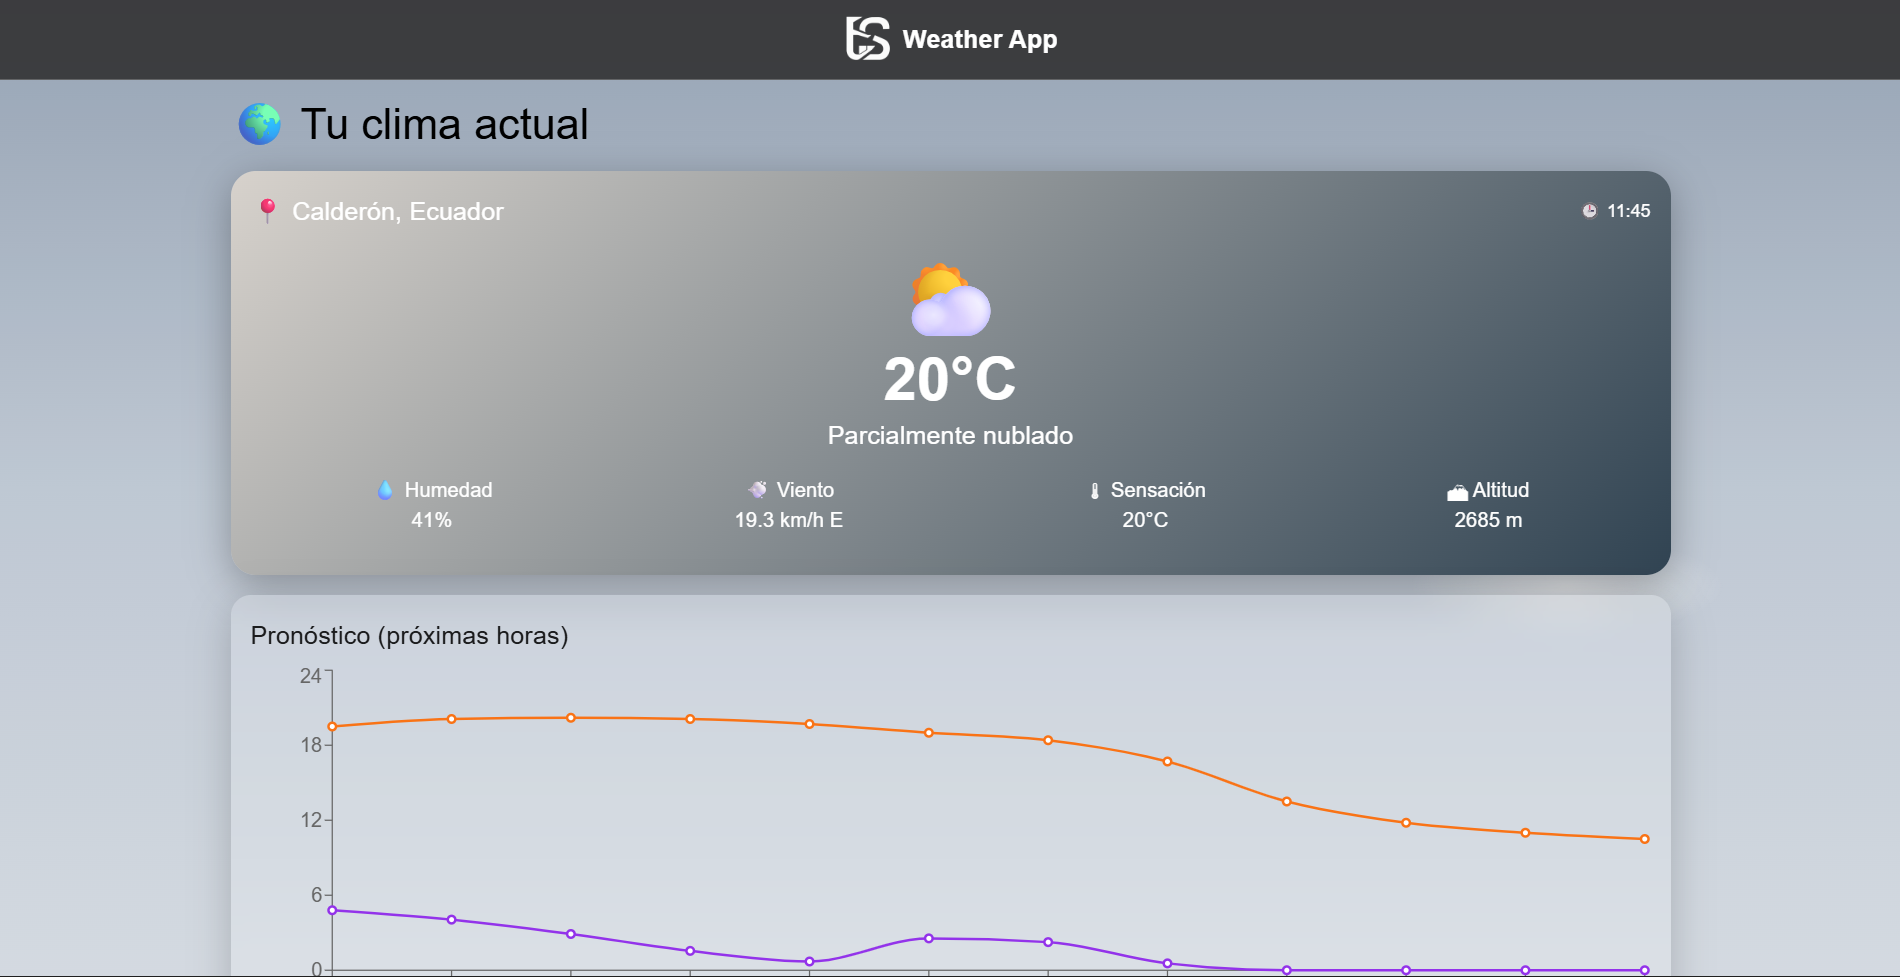 Weather App
Tu clima actual
Calderón, Ecuador
11:45
20°C
Parcialmente nublado
Humedad
41%
Viento
19.3 km/h E
Sensación
20°C
Altitud
2685 m
Pronóstico (próximas horas)
24
18
12
6
0